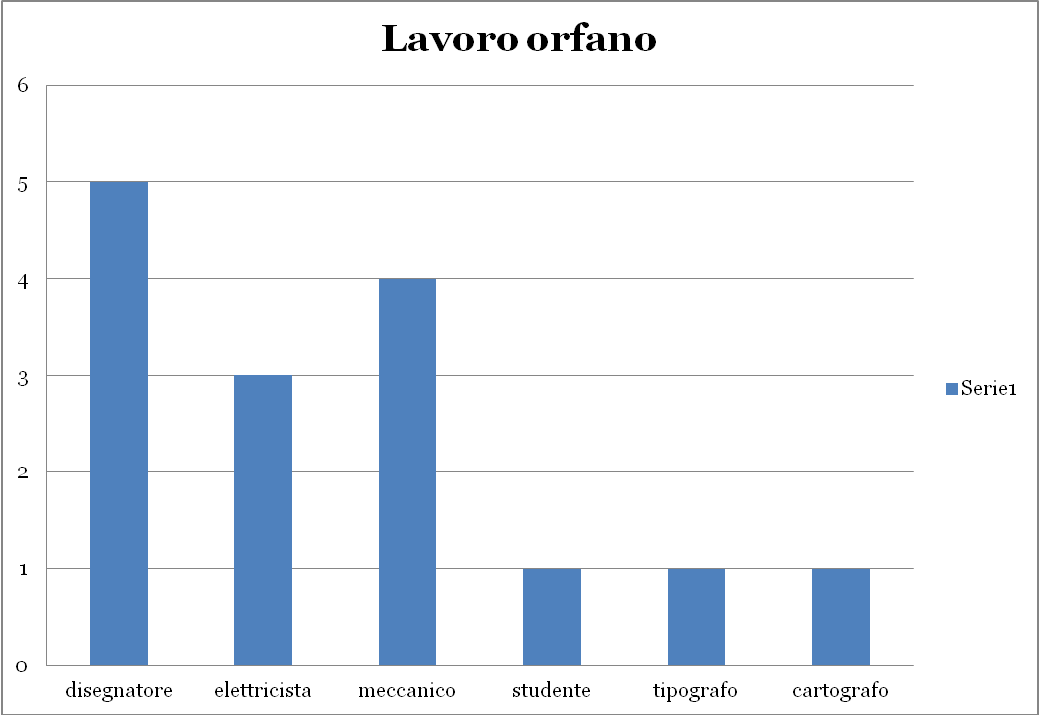 Lavoro orfano
6
5
4
3
2
1
0
disegnatore elettricista meccanico studente tipografo cartografo
Serie1